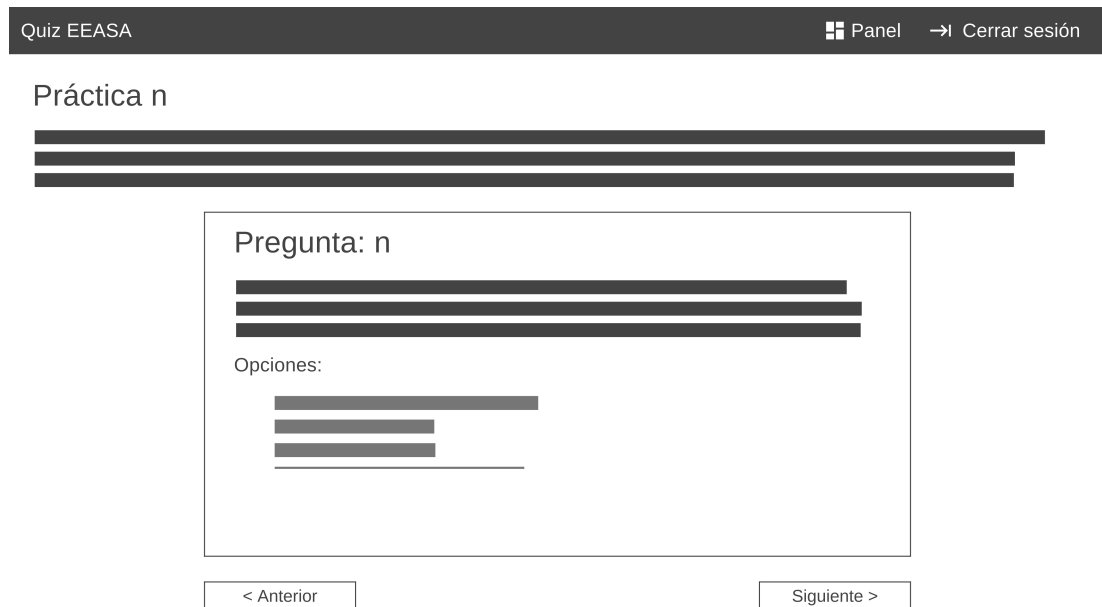 Quiz EEASA
Panel
Cerrar sesión
Práctica n
Pregunta: n
Opciones:
< Anterior
Siguiente >